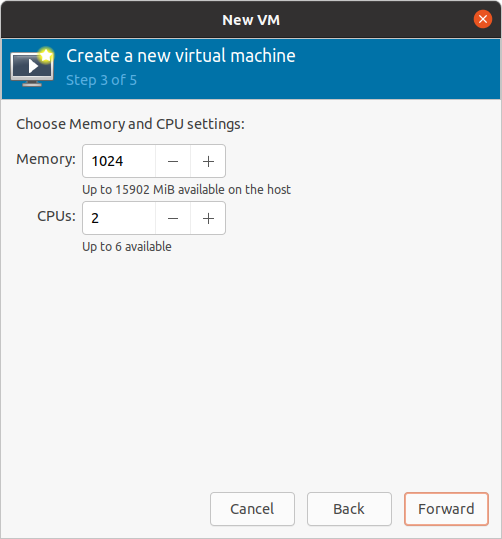 New VM
Create a new virtual machine
Step 3 of 5
Choose Memory and CPU settings:
Memory: 1024 − +
Up to 15902 MiB available on the host
CPUs: 2 − +
Up to 6 available
Cancel Back Forward